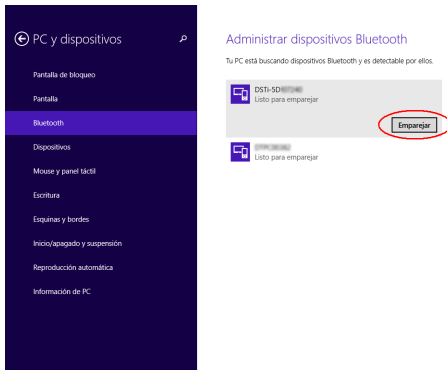 PC y dispositivos
Pantalla de bloqueo
Pantalla
Bluetooth
Dispositivos
Mouse y panel táctil
Escritura
Esquinas y bordes
Inicio/apagado y suspensión
Reproducción automática
Información de PC
Administrar dispositivos Bluetooth
Tu PC está buscando dispositivos Bluetooth y es detectable por ellos.
DSTi-5D
Listo para emparejar
Emparejar
Listo para emparejar